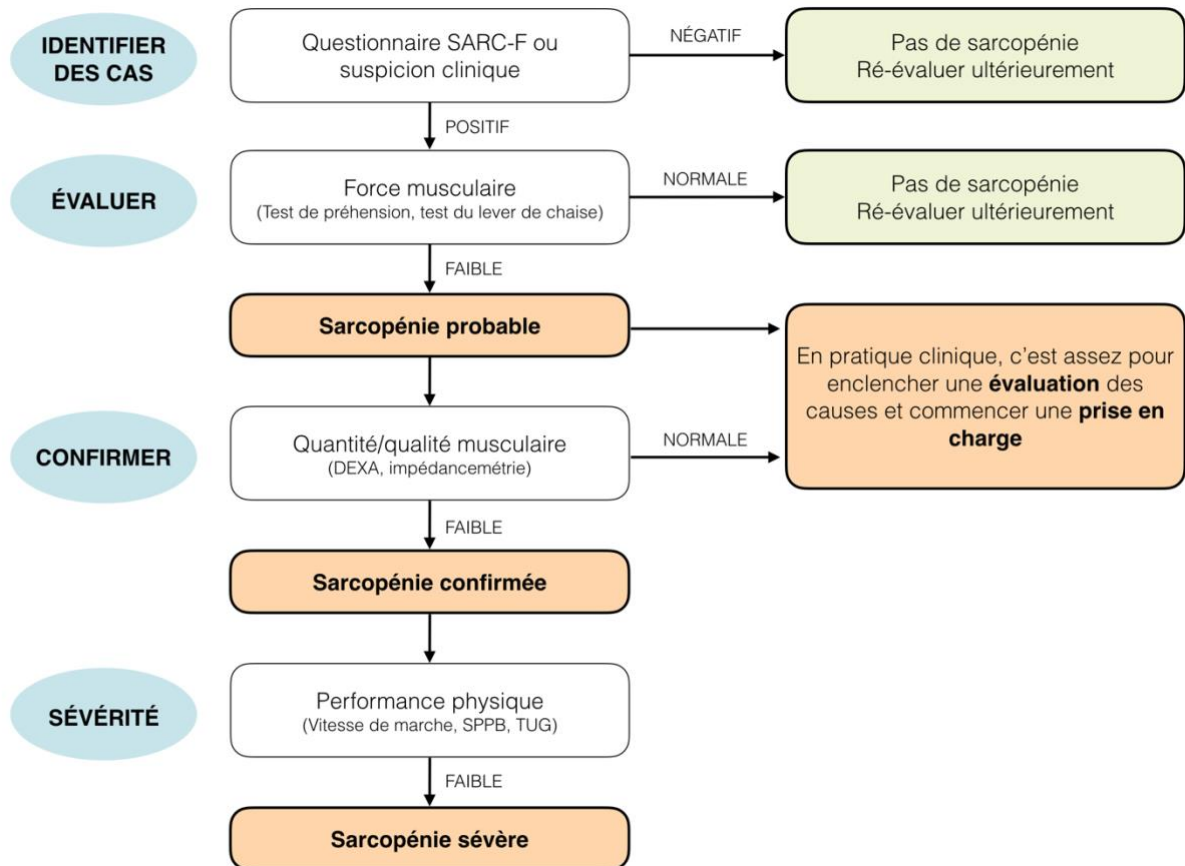 IDENTIFIER
DES CAS
Questionnaire SARC-F ou
suspicion clinique
NÉGATIF
Pas de sarcopénie
Ré-évaluer ultérieurement
POSITIF
ÉVALUER
Force musculaire
(Test de préhension, test du lever de chaise)
NORMALE
Pas de sarcopénie
Ré-évaluer ultérieurement
FAIBLE
Sarcopénie probable
En pratique clinique, c’est assez pour
enclencher une évaluation des
causes et commencer une prise en
charge
CONFIRMER
Quantité/qualité musculaire
(DEXA, impédancemétrie)
NORMALE
FAIBLE
Sarcopénie confirmée
SÉVÉRITÉ
Performance physique
(Vitesse de marche, SPPB, TUG)
FAIBLE
Sarcopénie sévère